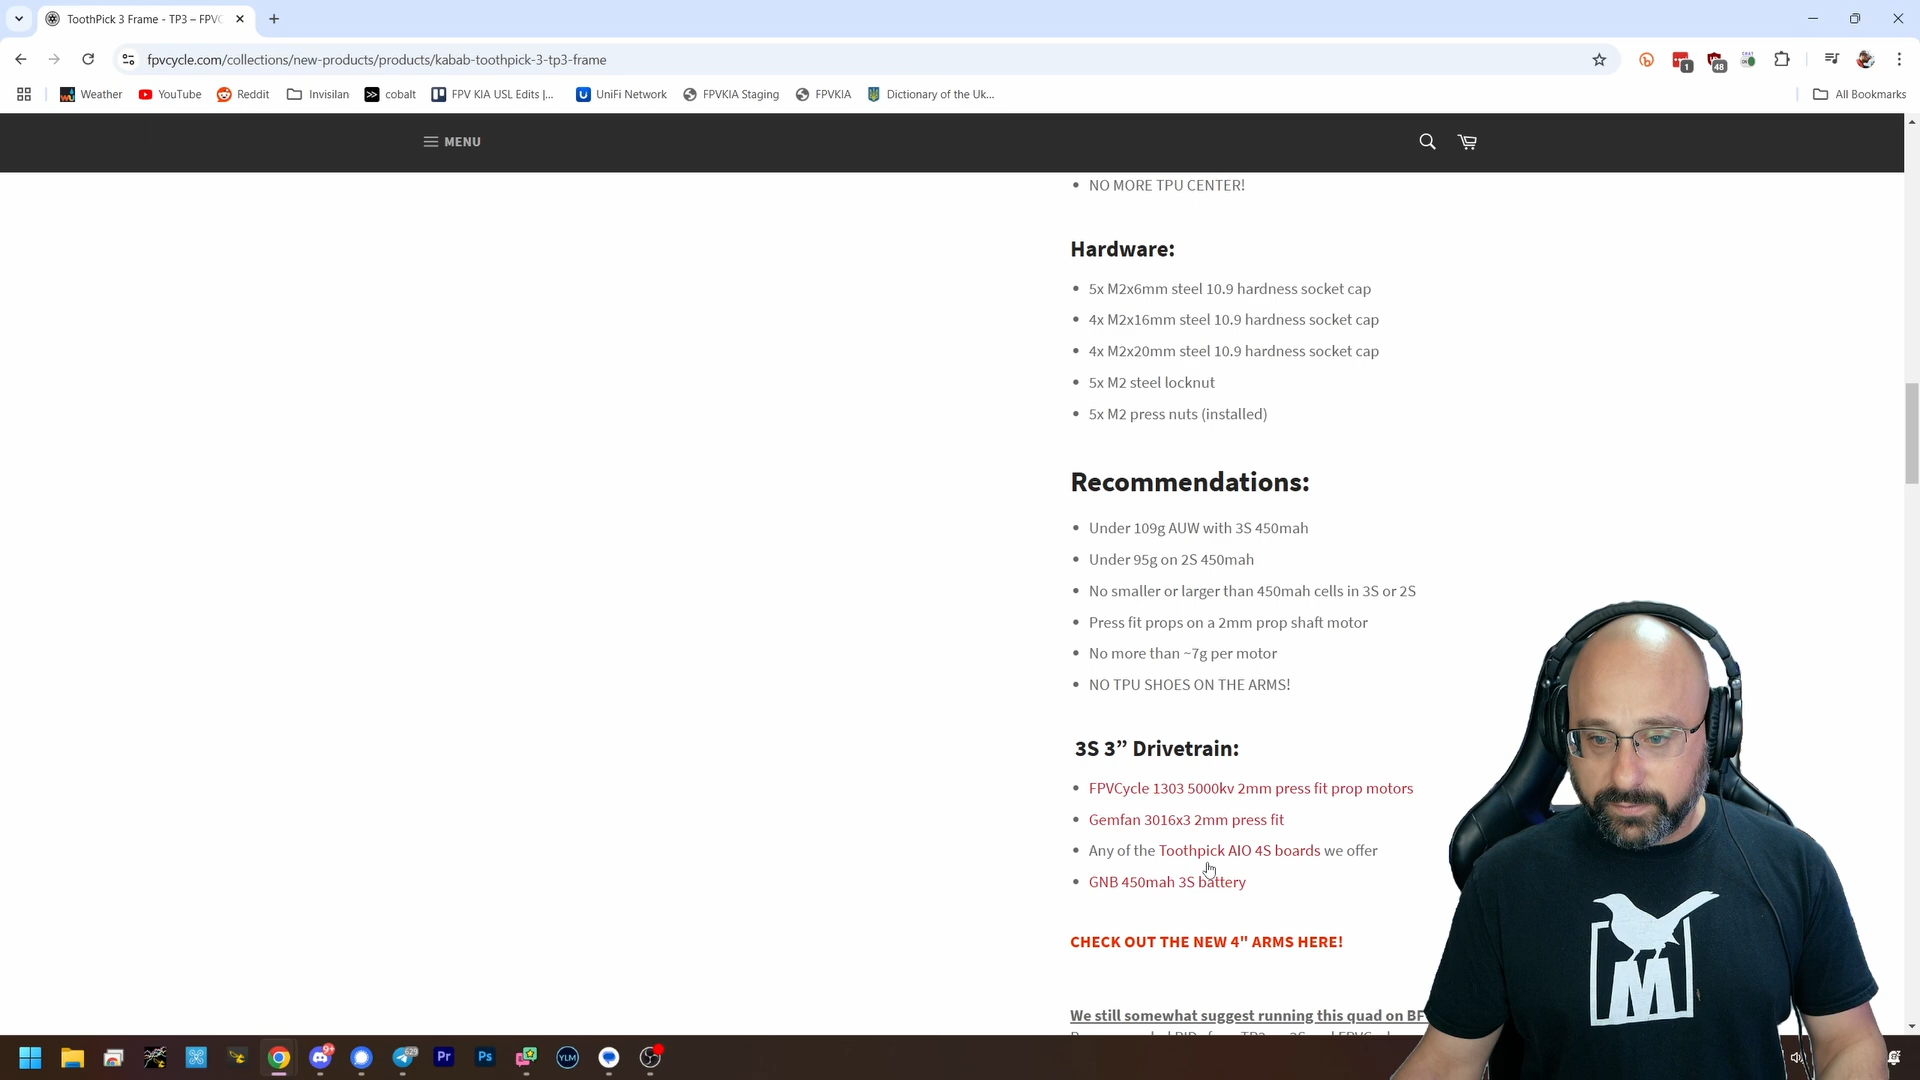 ToothPick 3 Frame - TP3 – FPVC
fpvcycle.com/collections/new-products/products/kabab-toothpick-3-tp3-frame
1
48
Weather
YouTube
Reddit
Invisilan
cobalt
FPV KIA USL Edits |...
UniFi Network
FPVKIA Staging
FPVKIA
Dictionary of the Uk...
All Bookmarks
MENU
• NO MORE TPU CENTER!
Hardware:
• 5x M2x6mm steel 10.9 hardness socket cap
• 4x M2x16mm steel 10.9 hardness socket cap
• 4x M2x20mm steel 10.9 hardness socket cap
• 5x M2 steel locknut
• 5x M2 press nuts (installed)
Recommendations:
• Under 109g AUW with 3S 450mah
• Under 95g on 2S 450mah
• No smaller or larger than 450mah cells in 3S or 2S
• Press fit props on a 2mm prop shaft motor
• No more than ~7g per motor
• NO TPU SHOES ON THE ARMS!
3S 3” Drivetrain:
• FPVCycle 1303 5000kv 2mm press fit prop motors
• Gemfan 3016x3 2mm press fit
• Any of the Toothpick AIO 4S boards we offer
• GNB 450mah 3S battery
CHECK OUT THE NEW 4" ARMS HERE!
We still somewhat suggest running this quad on BF
M
9+
629
Pr
Ps
YLM